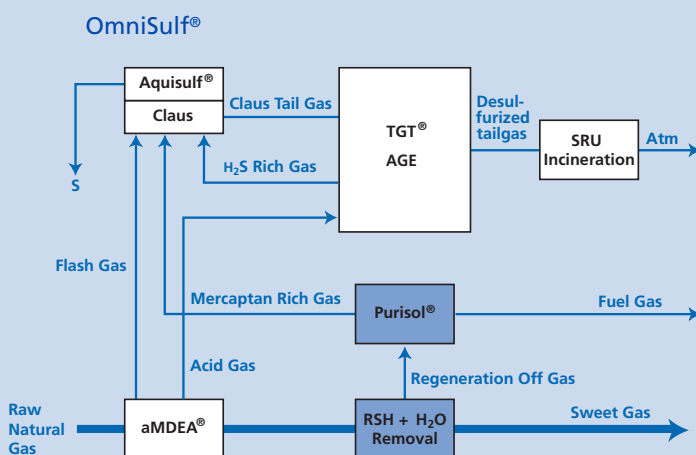 OmniSulf®
Aquisulf®
Claus
Claus Tail Gas
TGT®
AGE
Desul-
furized
tailgas
SRU
Incineration
Atm
H₂S Rich Gas
S
Flash Gas
Mercaptan Rich Gas
Purisol®
Fuel Gas
Acid Gas
Regeneration Off Gas
Raw
Natural
Gas
aMDEA®
RSH + H₂O
Removal
Sweet Gas